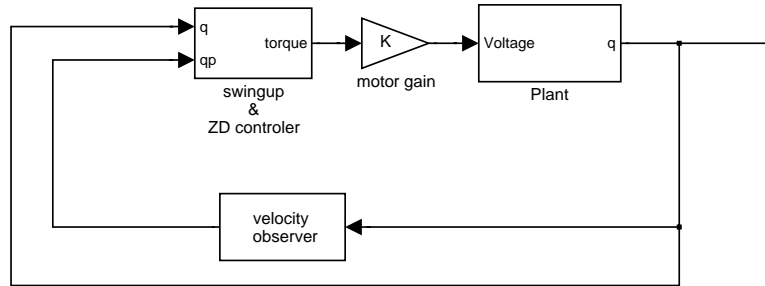 q
qp
torque
swingup
&
ZD controler
K
motor gain
Voltage
q
Plant
velocity
observer